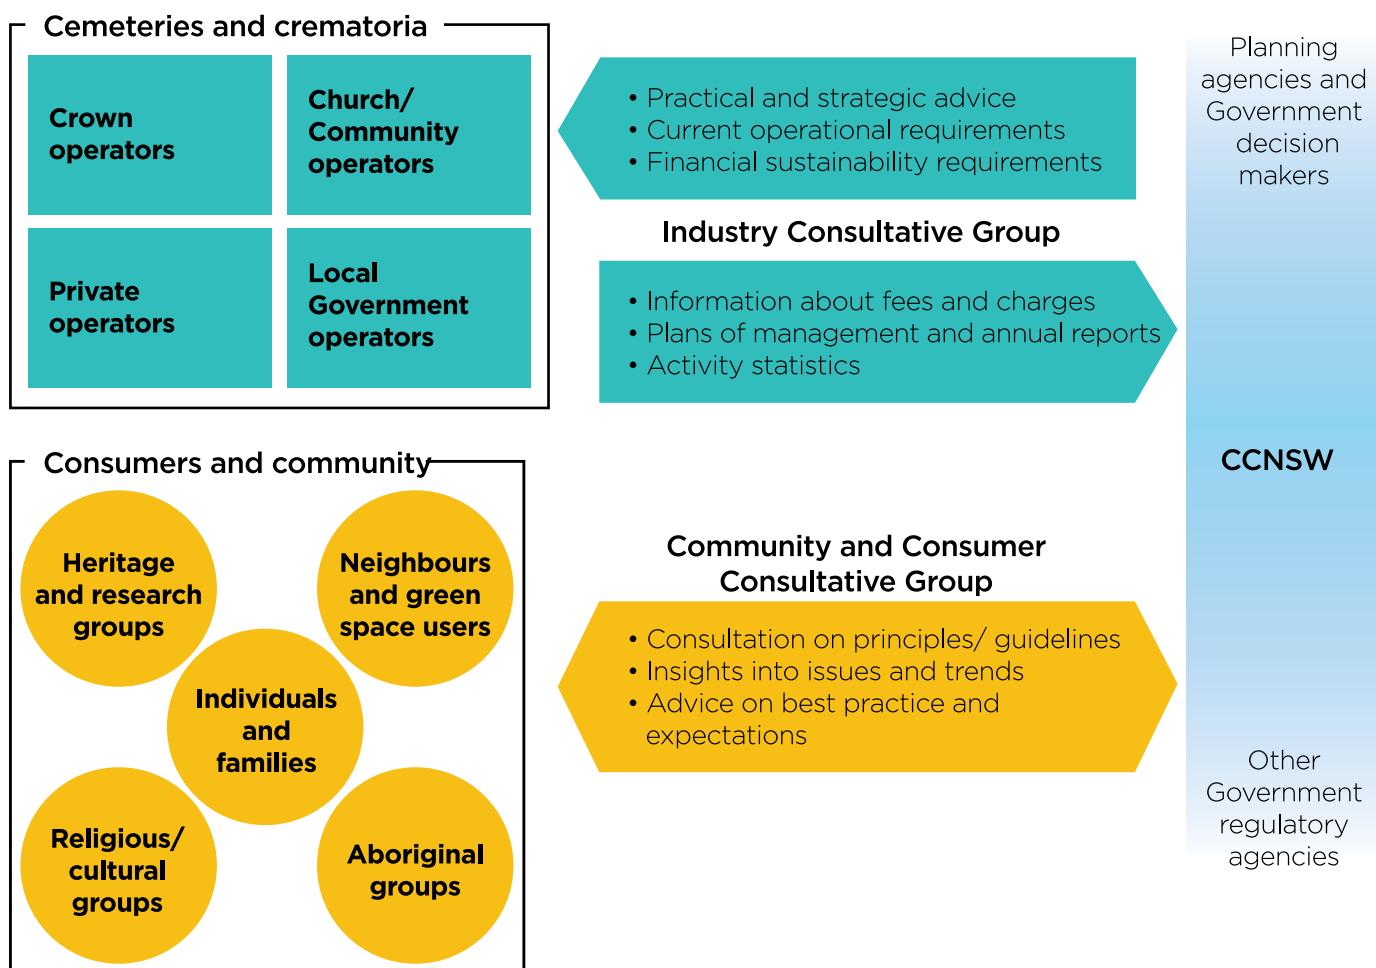 Cemeteries and crematoria
Crown
operators
Church/
Community
operators
Private
operators
Local
Government
operators
• Practical and strategic advice
• Current operational requirements
• Financial sustainability requirements
Industry Consultative Group
• Information about fees and charges
• Plans of management and annual reports
• Activity statistics
Planning
agencies and
Government
decision
makers
CCNSW
Other
Government
regulatory
agencies
Consumers and community
Heritage
and research
groups
Neighbours
and green
space users
Individuals
and
families
Religious/
cultural
groups
Aboriginal
groups
Community and Consumer
Consultative Group
• Consultation on principles/ guidelines
• Insights into issues and trends
• Advice on best practice and
expectations